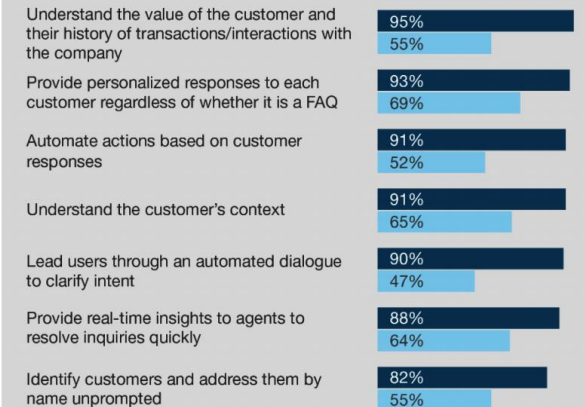 Understand the value of the customer and
their history of transactions/interactions with
the company
95%
55%
Provide personalized responses to each
customer regardless of whether it is a FAQ
93%
69%
Automate actions based on customer
responses
91%
52%
Understand the customer's context
91%
65%
Lead users through an automated dialogue
to clarify intent
90%
47%
Provide real-time insights to agents to
resolve inquiries quickly
88%
64%
Identify customers and address them by
name unprompted
82%
55%